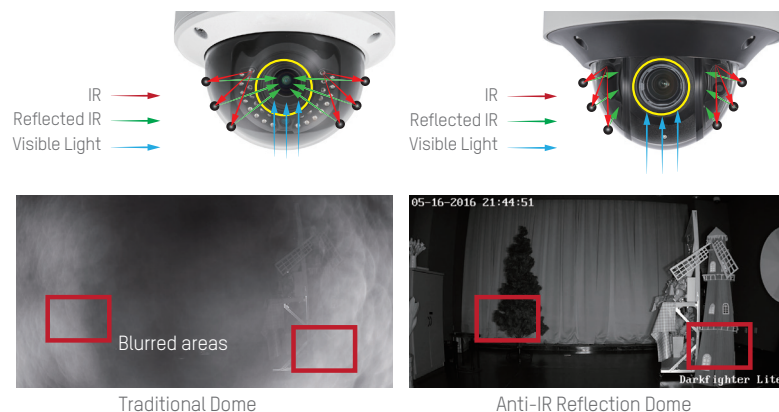 IR
Reflected IR
Visible Light
IR
Reflected IR
Visible Light
Blurred areas
05-16-2016 21:44:51
Darkfighter Lite
Traditional Dome
Anti-IR Reflection Dome